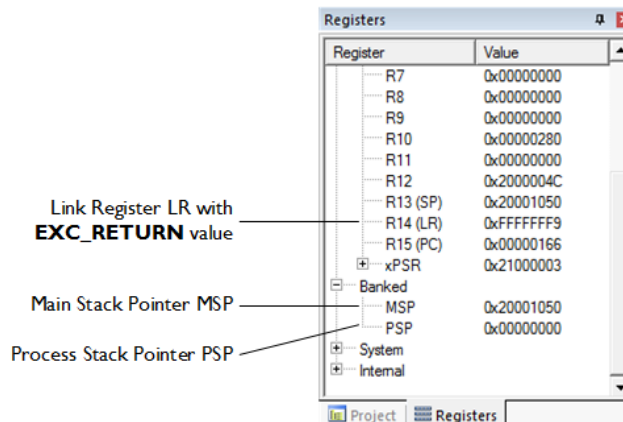 Registers
Register Value
R7 0x00000000
R8 0x00000000
R9 0x00000000
R10 0x00000280
R11 0x00000000
R12 0x2000004C
R13 (SP) 0x20001050
Link Register LR with
EXC_RETURN value
R14 (LR) 0xFFFFFFF9
R15 (PC) 0x00000166
xPSR 0x21000003
Banked
Main Stack Pointer MSP
MSP 0x20001050
Process Stack Pointer PSP
PSP 0x00000000
System
Internal
Project Registers